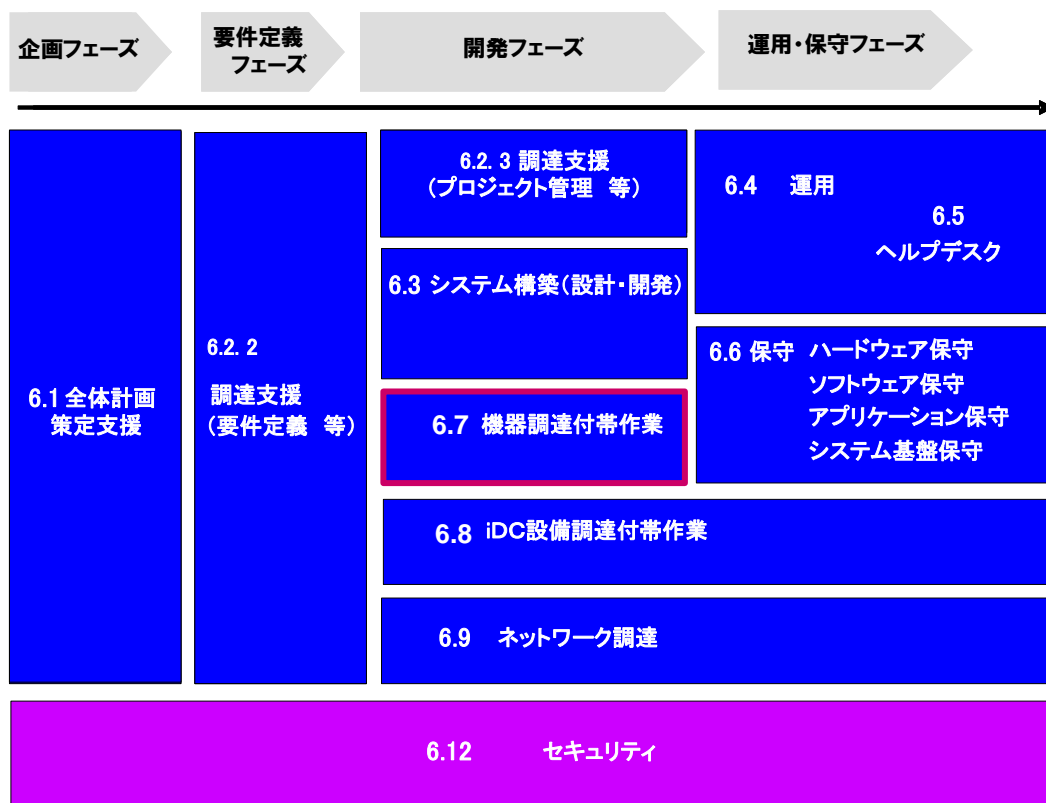 企画フェーズ
要件定義
フェーズ
開発フェーズ
運用・保守フェーズ
6.1 全体計画
策定支援
6.2. 2
調達支援
(要件定義 等)
6.2. 3 調達支援
(プロジェクト管理 等)
6.3 システム構築(設計・開発)
6.7 機器調達付帯作業
6.4 運用
6.5
ヘルプデスク
6.6 保守 ハードウェア保守
ソフトウェア保守
アプリケーション保守
システム基盤保守
6.8 iDC設備調達付帯作業
6.9 ネットワーク調達
6.12 セキュリティ